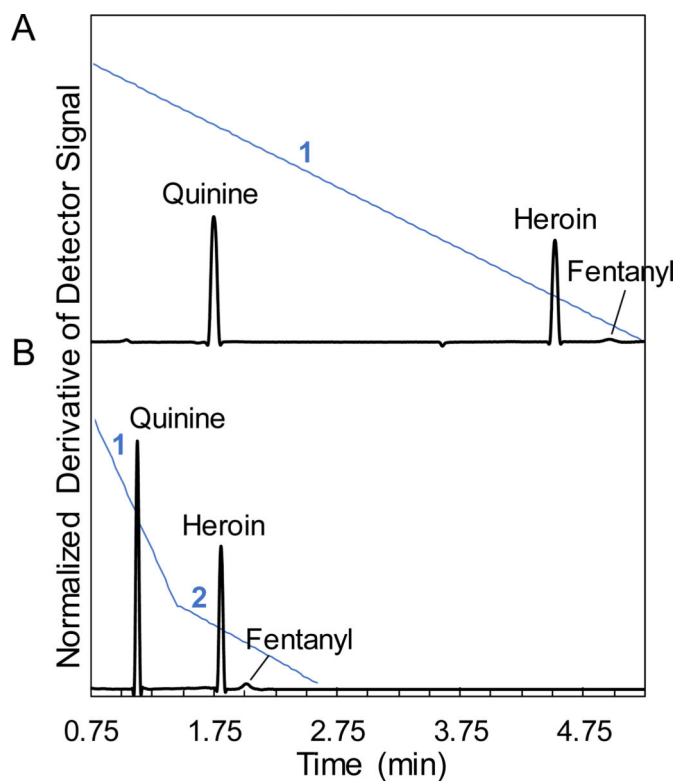 A
1
Quinine
Heroin
Fentanyl
Normalized Derivative of Detector Signal
B
Quinine
1
Heroin
2
Fentanyl
0.75 1.75 2.75 3.75 4.75
Time (min)